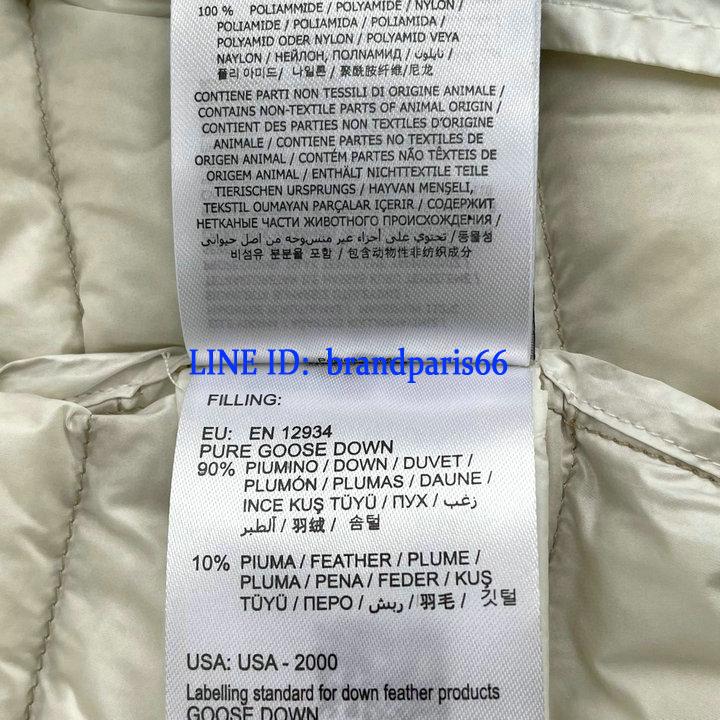 100 % POLIAMMIDE / POLYAMIDE / NYLON /
POLIAMIDE / POLIAMIDA / POLIAMIDA /
POLYAMID ODER NYLON / POLYAMID VEYA
NAYLON / НЕЙЛОН, ПОЛНАМИД / نايلون /
폴리 아미드/ 나일론 / 聚酰胺纤维/尼龙
CONTIENE PARTI NON TESSILI DI ORIGINE ANIMALE /
CONTAINS NON-TEXTILE PARTS OF ANIMAL ORIGIN /
CONTIENT DES PARTIES NON TEXTILES D'ORIGINE
ANIMALE / CONTIENE PARTES NO TEXTILES DE
ORIGEN ANIMAL / CONTÉM PARTES NÃO TÊXTEIS DE
ORIGEM ANIMAL / ENTHÄLT NICHTTEXTILE TEILE
TIERISCHEN URSPRUNGS / HAYVAN MENŞELİ,
TEKSTIL OLMAYAN PARÇALAR IÇERIR / СОДЕРЖИТ
НЕТКАНЫЕ ЧАСТИ ЖИВОТНОГО ПРОИСХОЖДЕНИЯ /
تحتوي على أجزاء غير منسوجه من اصل حيواني / 동물성
비섬유 분분을 포함 / 包含动物性非纺织成分
LINE ID: brandparis66
FILLING:
EU: EN 12934
PURE GOOSE DOWN
90% PIUMINO / DOWN / DUVET /
PLUMÓN / PLUMAS / DAUNE /
INCE KUŞ TÜYÜ / ПУХ / زغب /
آلطير / 羽绒 / 솜털
10% PIUMA / FEATHER / PLUME /
PLUMA / PENA / FEDER / KUŞ
TÜYÜ / ПЕРО / ريش / 羽毛 / 깃털
USA: USA - 2000
Labelling standard for down feather products
GOOSE DOWN